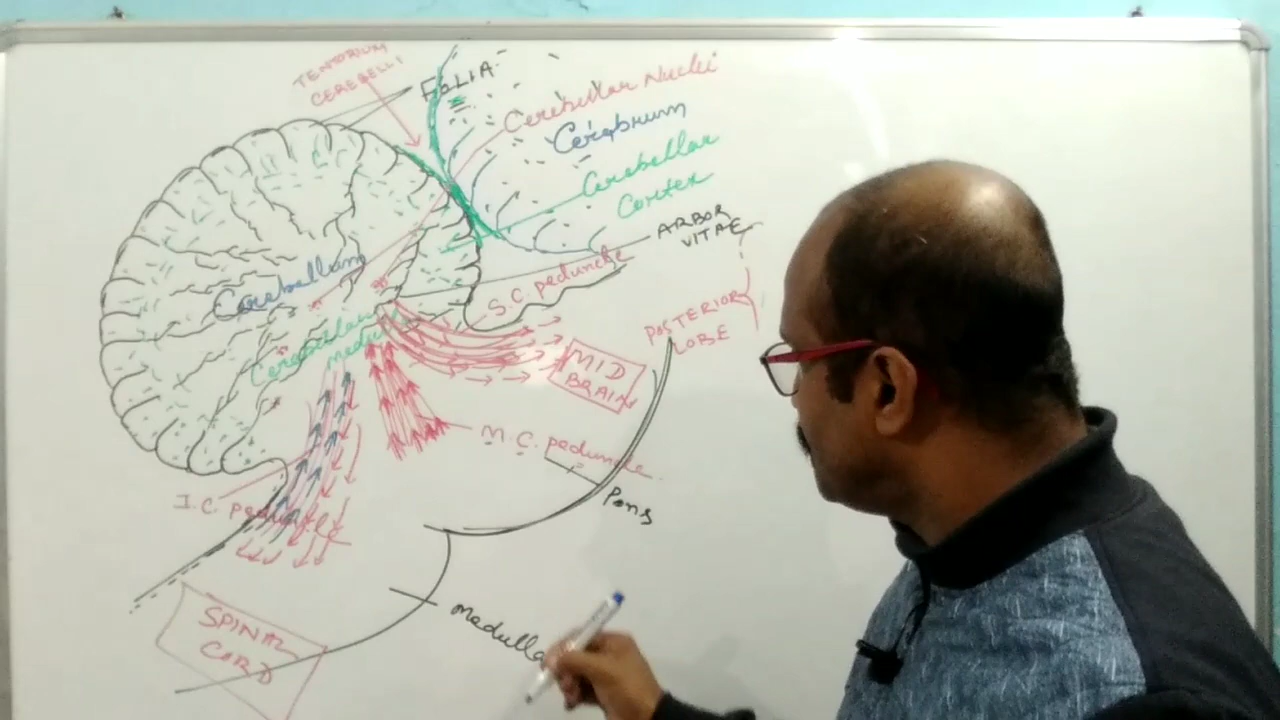 TENTORIUM
CEREBELLI
FOLIA
Cerebellar Nuclei
Cerebrum
Cerebellar
Cortex
ARBOR
VITAE
S.C. peduncle
POSTERIOR
LOBE
Cerebellum
Cerebellar
MID
BRAIN
M.C. peduncle
Pons
I.C. peduncle
medulla
SPINAL
CORD